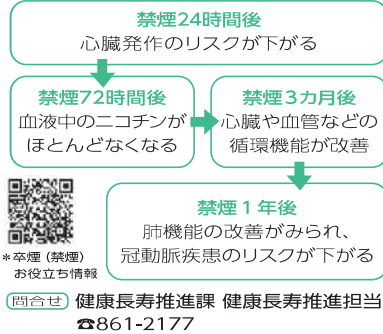 禁煙24時間後
心臓発作のリスクが下がる
禁煙72時間後
血液中のニコチンが
ほとんどなくなる
禁煙3カ月後
心臓や血管などの
循環機能が改善
禁煙1年後
肺機能の改善がみられ、
冠動脈疾患のリスクが下がる
*卒煙(禁煙)
お役立ち情報
問合せ 健康長寿推進課 健康長寿推進担当
☎861-2177